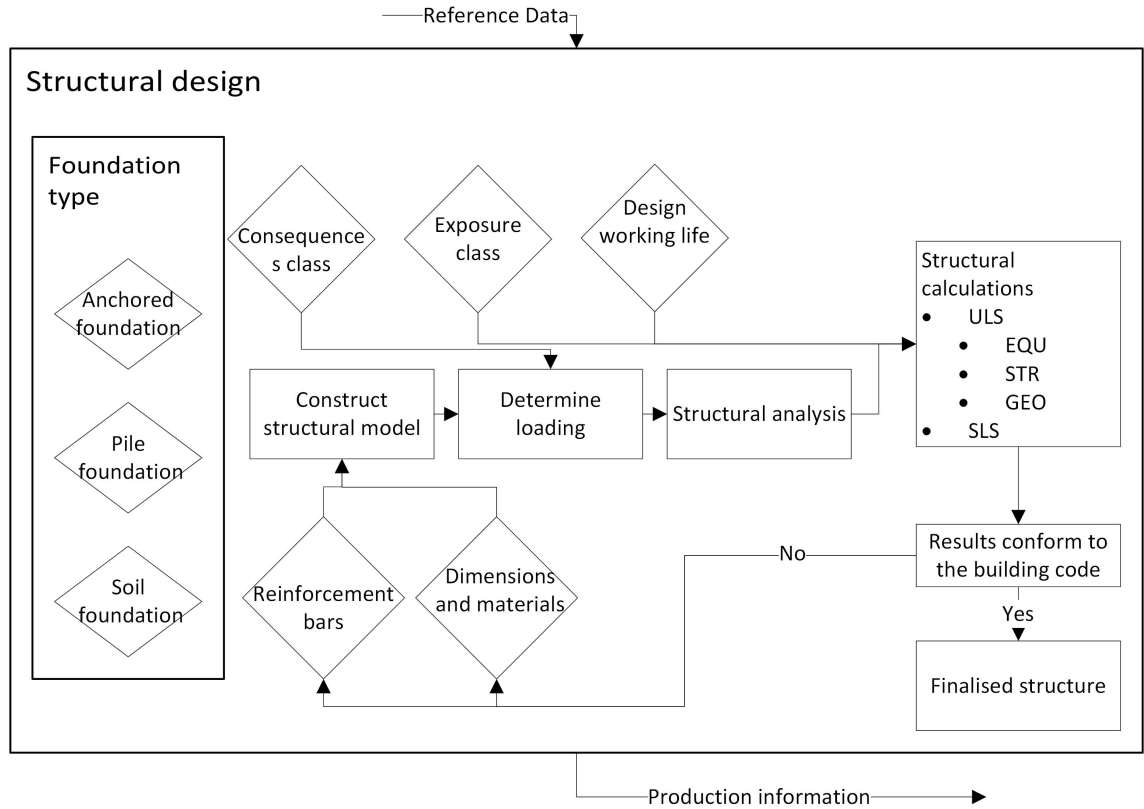 Reference Data
Structural design
Foundation
type
Anchored
foundation
Pile
foundation
Soil
foundation
Consequence
s class
Exposure
class
Design
working life
Construct
structural model
Determine
loading
Structural analysis
Reinforcement
bars
Dimensions
and materials
Structural
calculations
• ULS
• EQU
• STR
• GEO
• SLS
Results conform to
the building code
No
Yes
Finalised structure
Production information